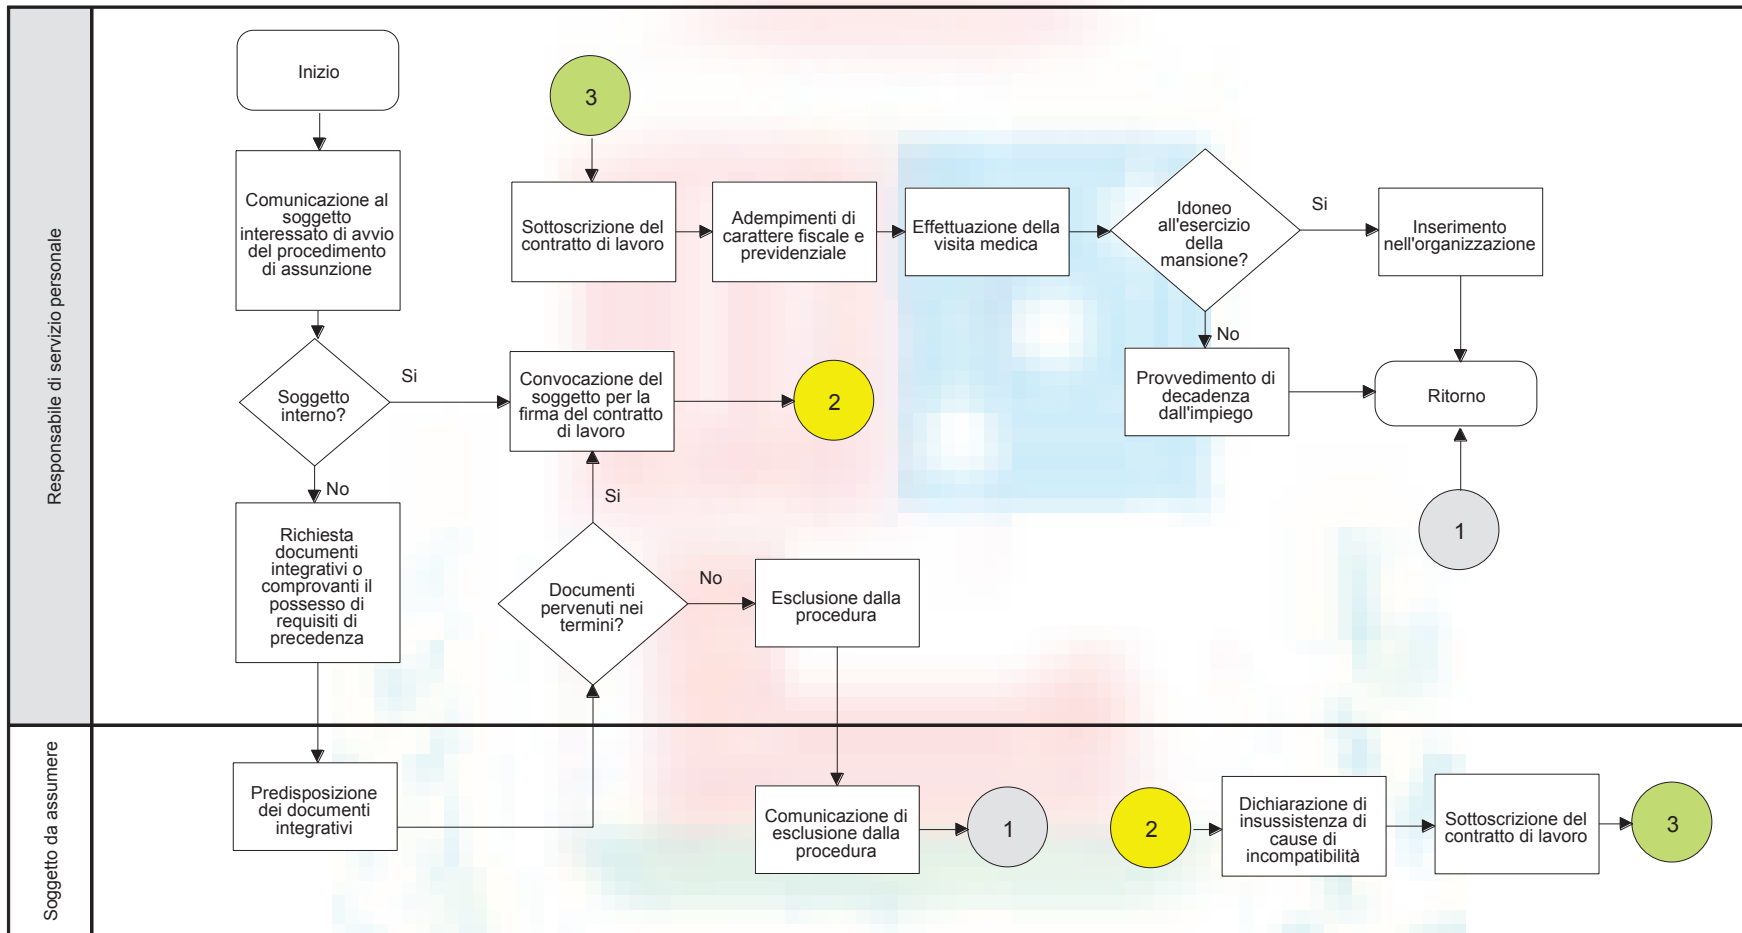 Responsabile di servizio personale
Inizio
Comunicazione al
soggetto
interessato di avvio
del procedimento
di assunzione
Soggetto
interno?
Si
No
Richiesta
documenti
integrativi o
comprovanti il
possesso di
requisiti di
precedenza
3
Sottoscrizione del
contratto di lavoro
Adempimenti di
carattere fiscale e
previdenziale
Effettuazione della
visita medica
Idoneo
all'esercizio
della
mansione?
Si
No
Inserimento
nell'organizzazione
Convocazione del
soggetto per la
firma del contratto
di lavoro
2
Provvedimento di
decadenza
dall'impiego
Ritorno
1
Si
Documenti
pervenuti nei
termini?
No
Esclusione dalla
procedura
Soggetto da assumere
Predisposizione
dei documenti
integrativi
Comunicazione di
esclusione dalla
procedura
1
2
Dichiarazione di
insussistenza di
cause di
incompatibilità
Sottoscrizione del
contratto di lavoro
3